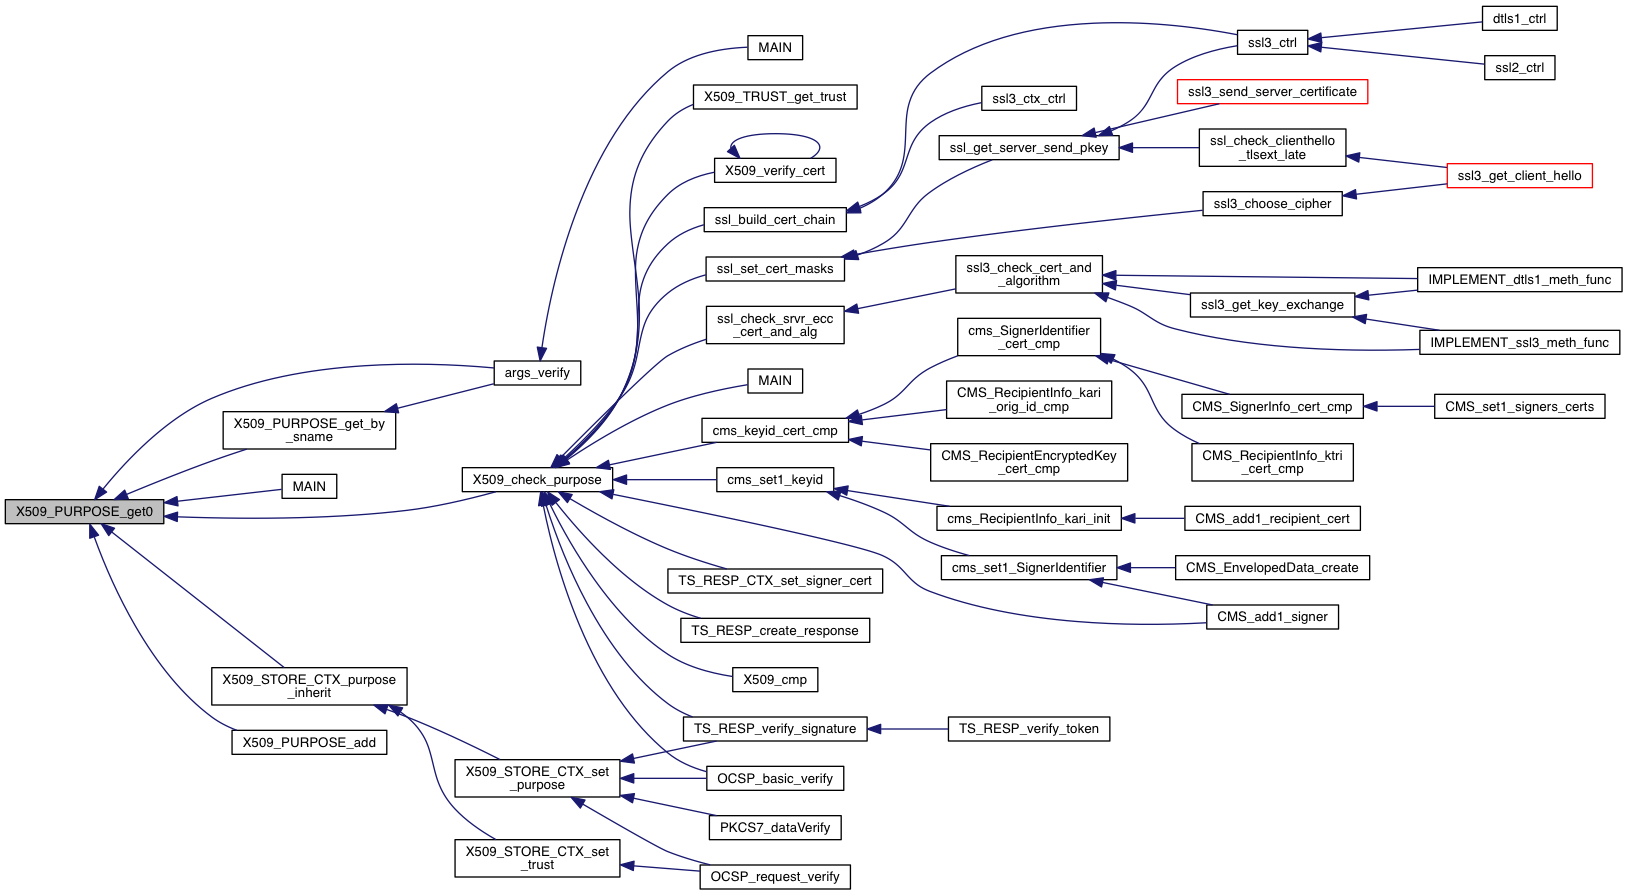 dtls1_ctrl
ssl3_ctrl
MAIN
ssl2_ctrl
ssl3_send_server_certificate
X509_TRUST_get_trust
ssl3_ctx_ctrl
ssl_check_clienthello
_tlsext_late
ssl_get_server_send_pkey
X509_verify_cert
ssl3_get_client_hello
ssl3_choose_cipher
ssl_build_cert_chain
ssl_set_cert_masks
ssl3_check_cert_and
_algorithm
IMPLEMENT_dtls1_meth_func
ssl3_get_key_exchange
ssl_check_srvr_ecc
_cert_and_alg
cms_SignerIdentifier
_cert_cmp
IMPLEMENT_ssl3_meth_func
args_verify
MAIN
CMS_RecipientInfo_kari
_orig_id_cmp
CMS_SignerInfo_cert_cmp
CMS_set1_signers_certs
X509_PURPOSE_get_by
_sname
cms_keyid_cert_cmp
CMS_RecipientEncryptedKey
_cert_cmp
CMS_RecipientInfo_ktri
_cert_cmp
X509_check_purpose
cms_set1_keyid
MAIN
X509_PURPOSE_get0
cms_RecipientInfo_kari_init
CMS_add1_recipient_cert
cms_set1_SignerIdentifier
CMS_EnvelopedData_create
TS_RESP_CTX_set_signer_cert
CMS_add1_signer
TS_RESP_create_response
X509_STORE_CTX_purpose
_inherit
X509_cmp
TS_RESP_verify_signature
TS_RESP_verify_token
X509_PURPOSE_add
X509_STORE_CTX_set
_purpose
OCSP_basic_verify
PKCS7_dataVerify
X509_STORE_CTX_set
_trust
OCSP_request_verify